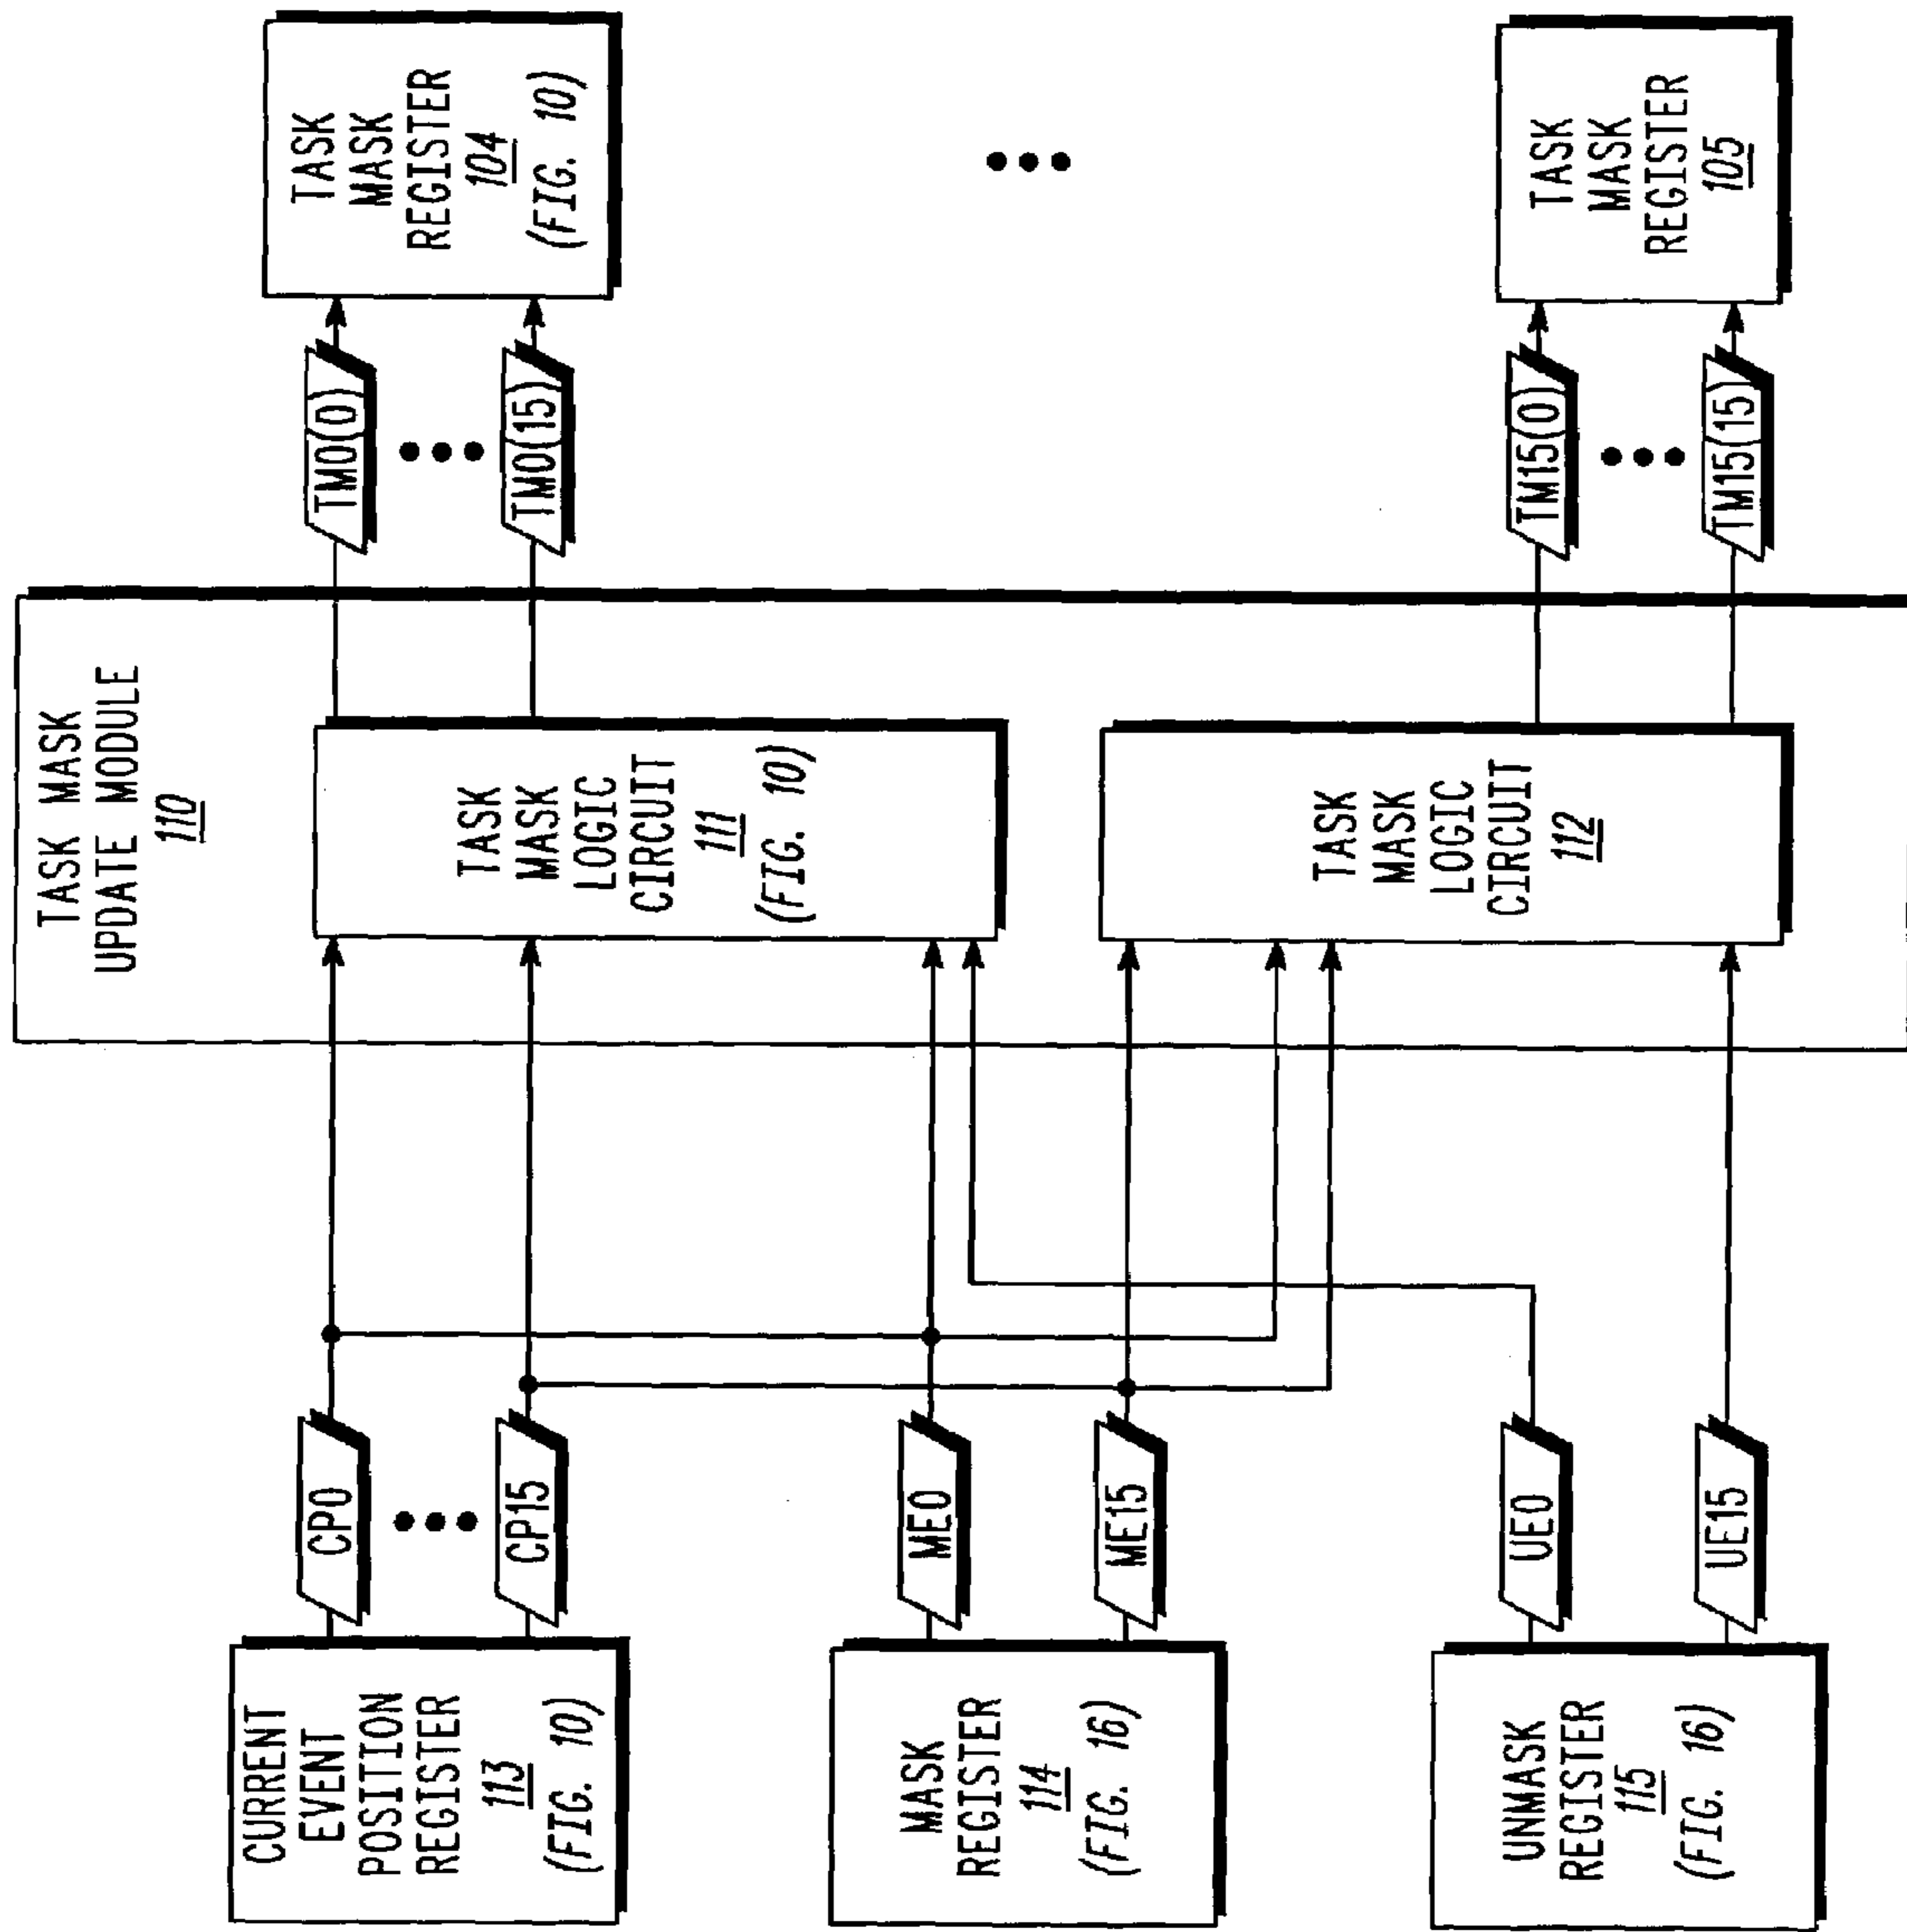 CURRENT
EVENT
POSITION
REGISTER
113
(FIG. 10)
CP0
CP15
MASK
REGISTER
114
(FIG. 16)
ME0
ME15
UNMASK
REGISTER
115
(FIG. 16)
UE0
UE15
TASK MASK
UPDATE MODULE
110
TASK
MASK
LOGIC
CIRCUIT
111
(FIG. 10)
TASK
MASK
LOGIC
CIRCUIT
112
TM0(0)
TM0(15)
TM15(0)
TM15(15)
TASK
MASK
REGISTER
104
(FIG. 10)
TASK
MASK
REGISTER
105